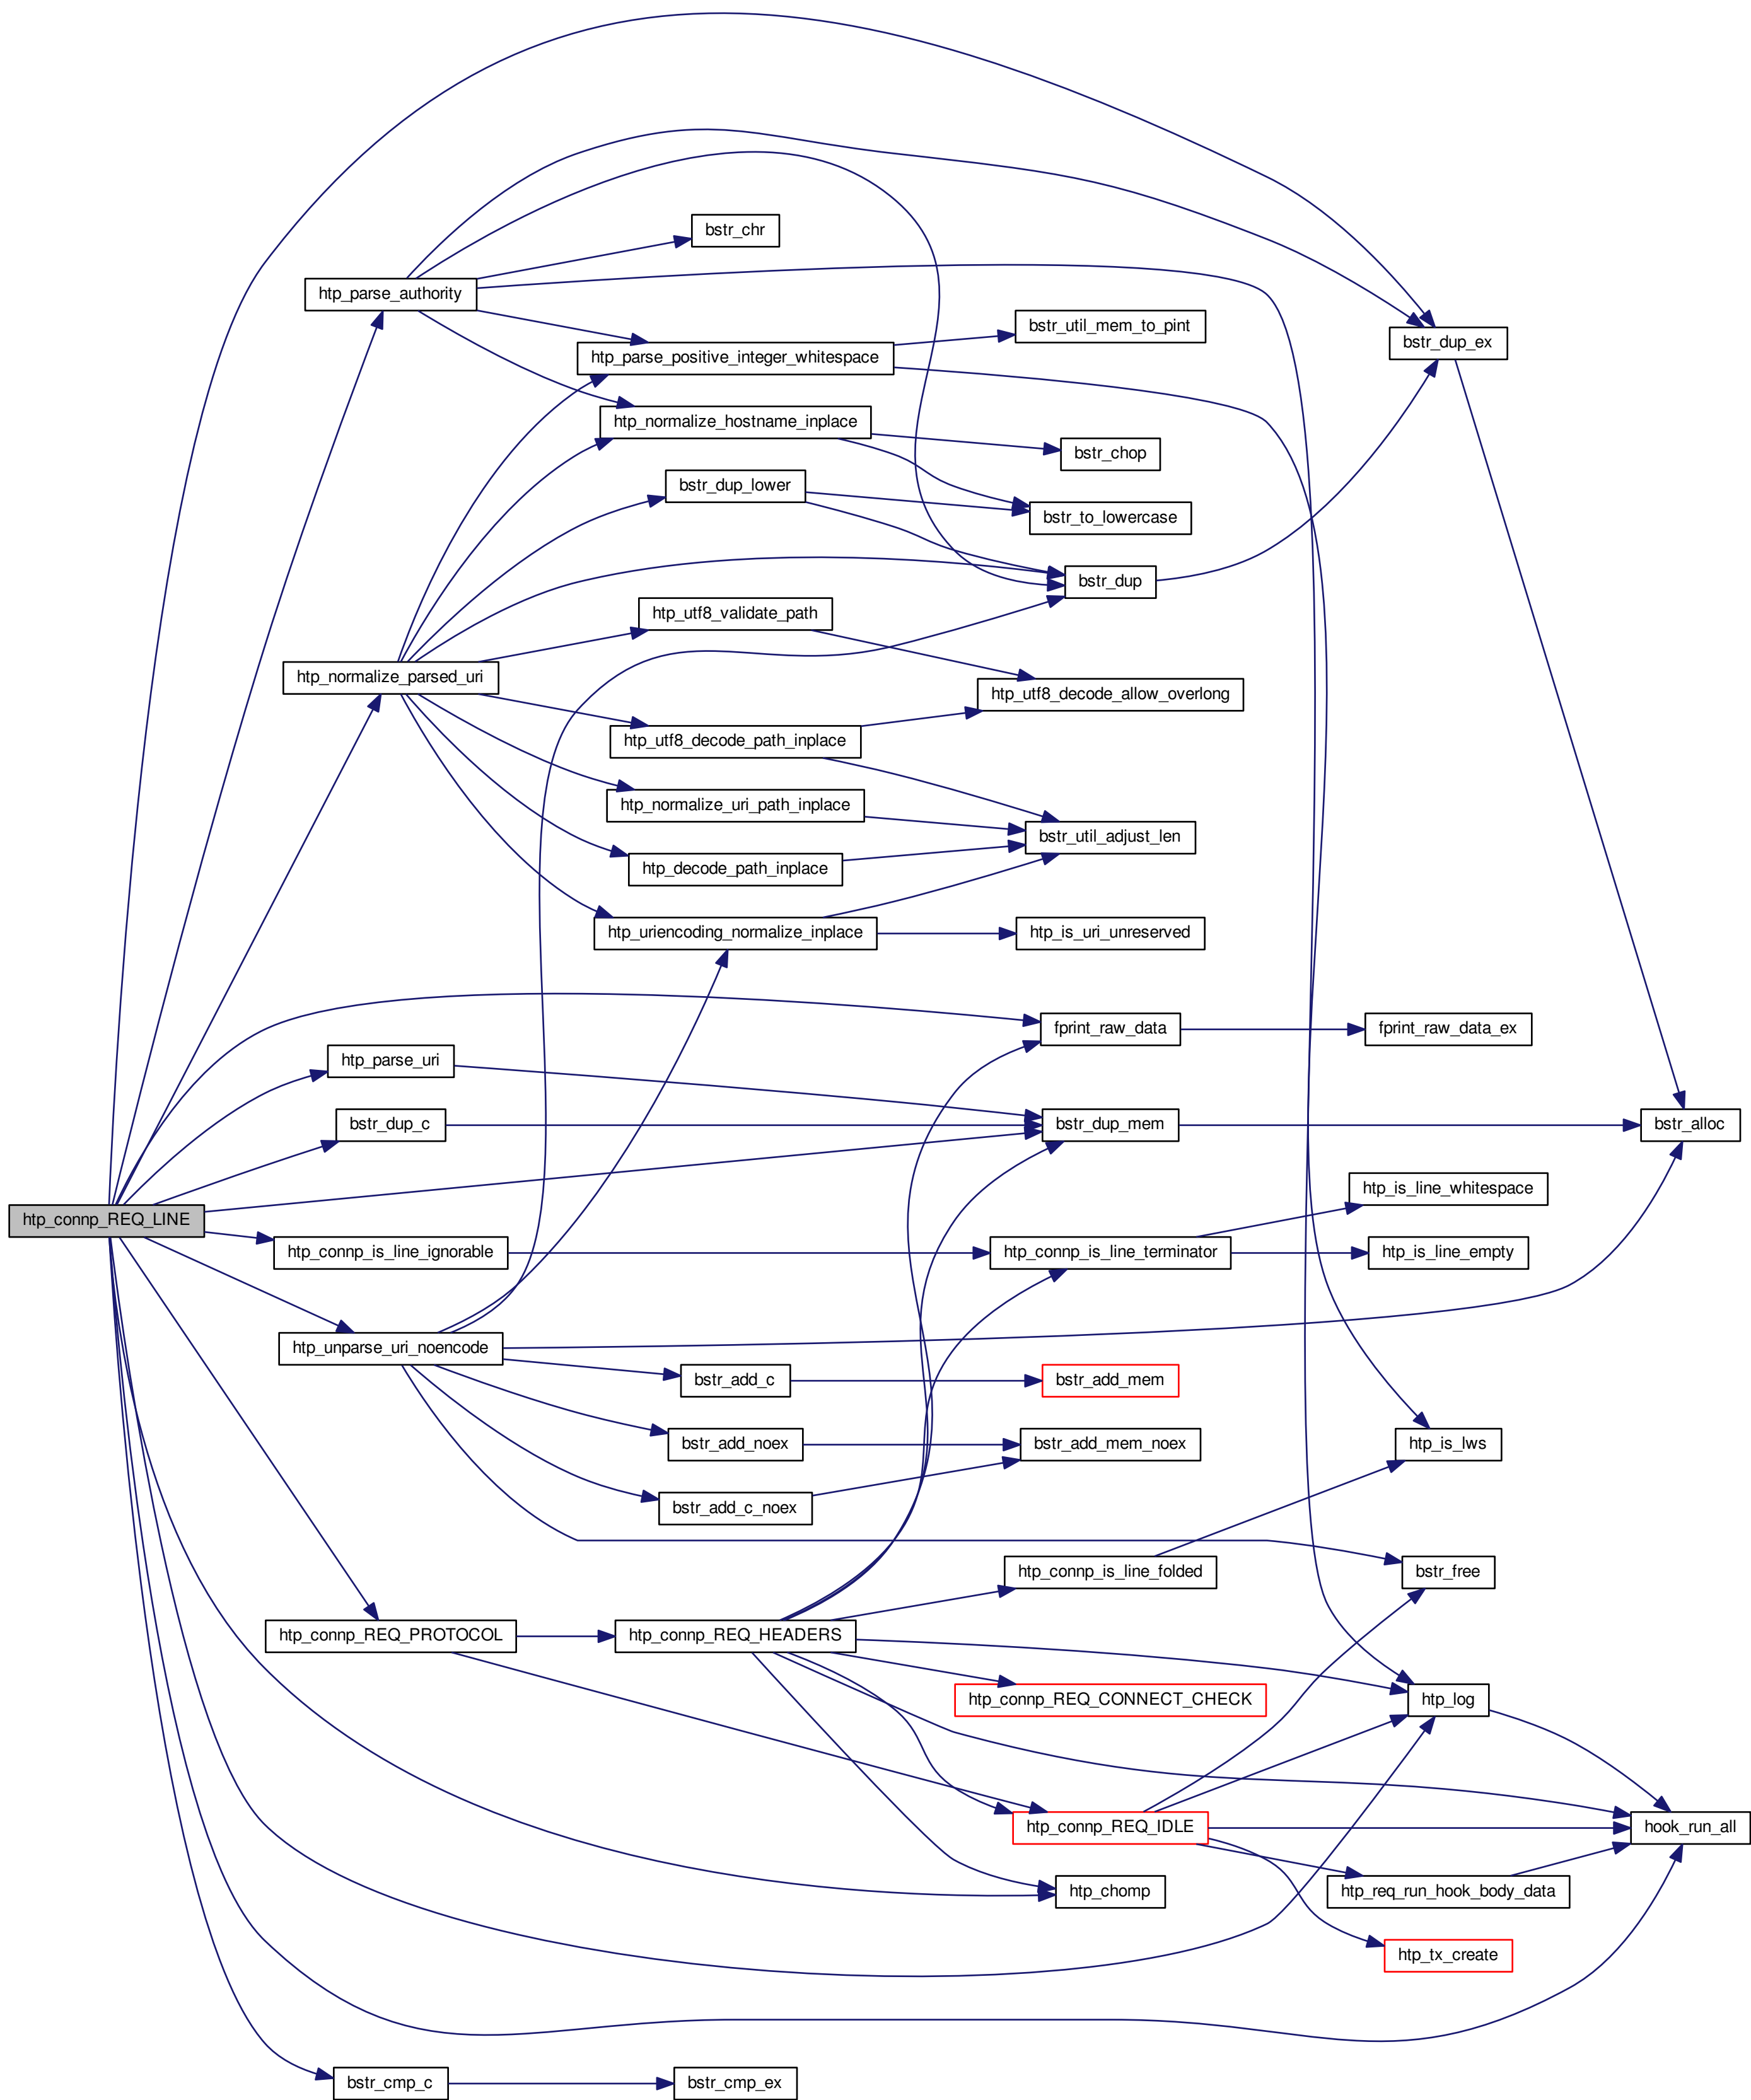 bstr_chr
htp_parse_authority
bstr_util_mem_to_pint
bstr_dup_ex
htp_parse_positive_integer_whitespace
htp_normalize_hostname_inplace
bstr_chop
bstr_dup_lower
bstr_to_lowercase
bstr_dup
htp_utf8_validate_path
htp_normalize_parsed_uri
htp_utf8_decode_allow_overlong
htp_utf8_decode_path_inplace
htp_normalize_uri_path_inplace
bstr_util_adjust_len
htp_decode_path_inplace
htp_uriencoding_normalize_inplace
htp_is_uri_unreserved
fprint_raw_data
fprint_raw_data_ex
htp_parse_uri
bstr_dup_c
bstr_dup_mem
bstr_alloc
htp_is_line_whitespace
htp_connp_REQ_LINE
htp_connp_is_line_ignorable
htp_connp_is_line_terminator
htp_is_line_empty
htp_unparse_uri_noencode
bstr_add_c
bstr_add_mem
bstr_add_noex
bstr_add_mem_noex
htp_is_lws
bstr_add_c_noex
htp_connp_is_line_folded
bstr_free
htp_connp_REQ_PROTOCOL
htp_connp_REQ_HEADERS
htp_connp_REQ_CONNECT_CHECK
htp_log
htp_connp_REQ_IDLE
hook_run_all
htp_chomp
htp_req_run_hook_body_data
htp_tx_create
bstr_cmp_c
bstr_cmp_ex